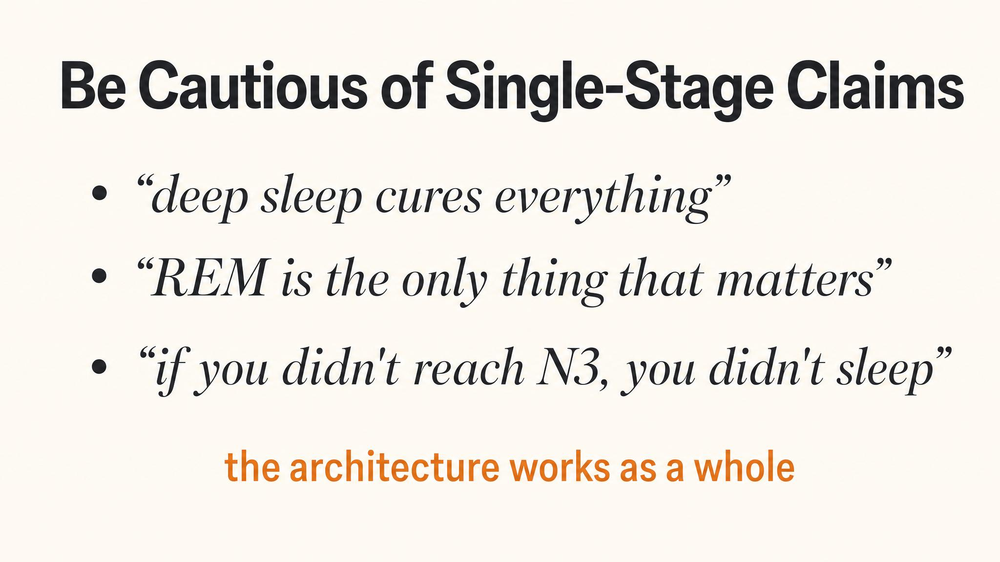 Be Cautious of Single-Stage Claims
• “deep sleep cures everything”
• “REM is the only thing that matters”
• “if you didn't reach N3, you didn't sleep”
the architecture works as a whole